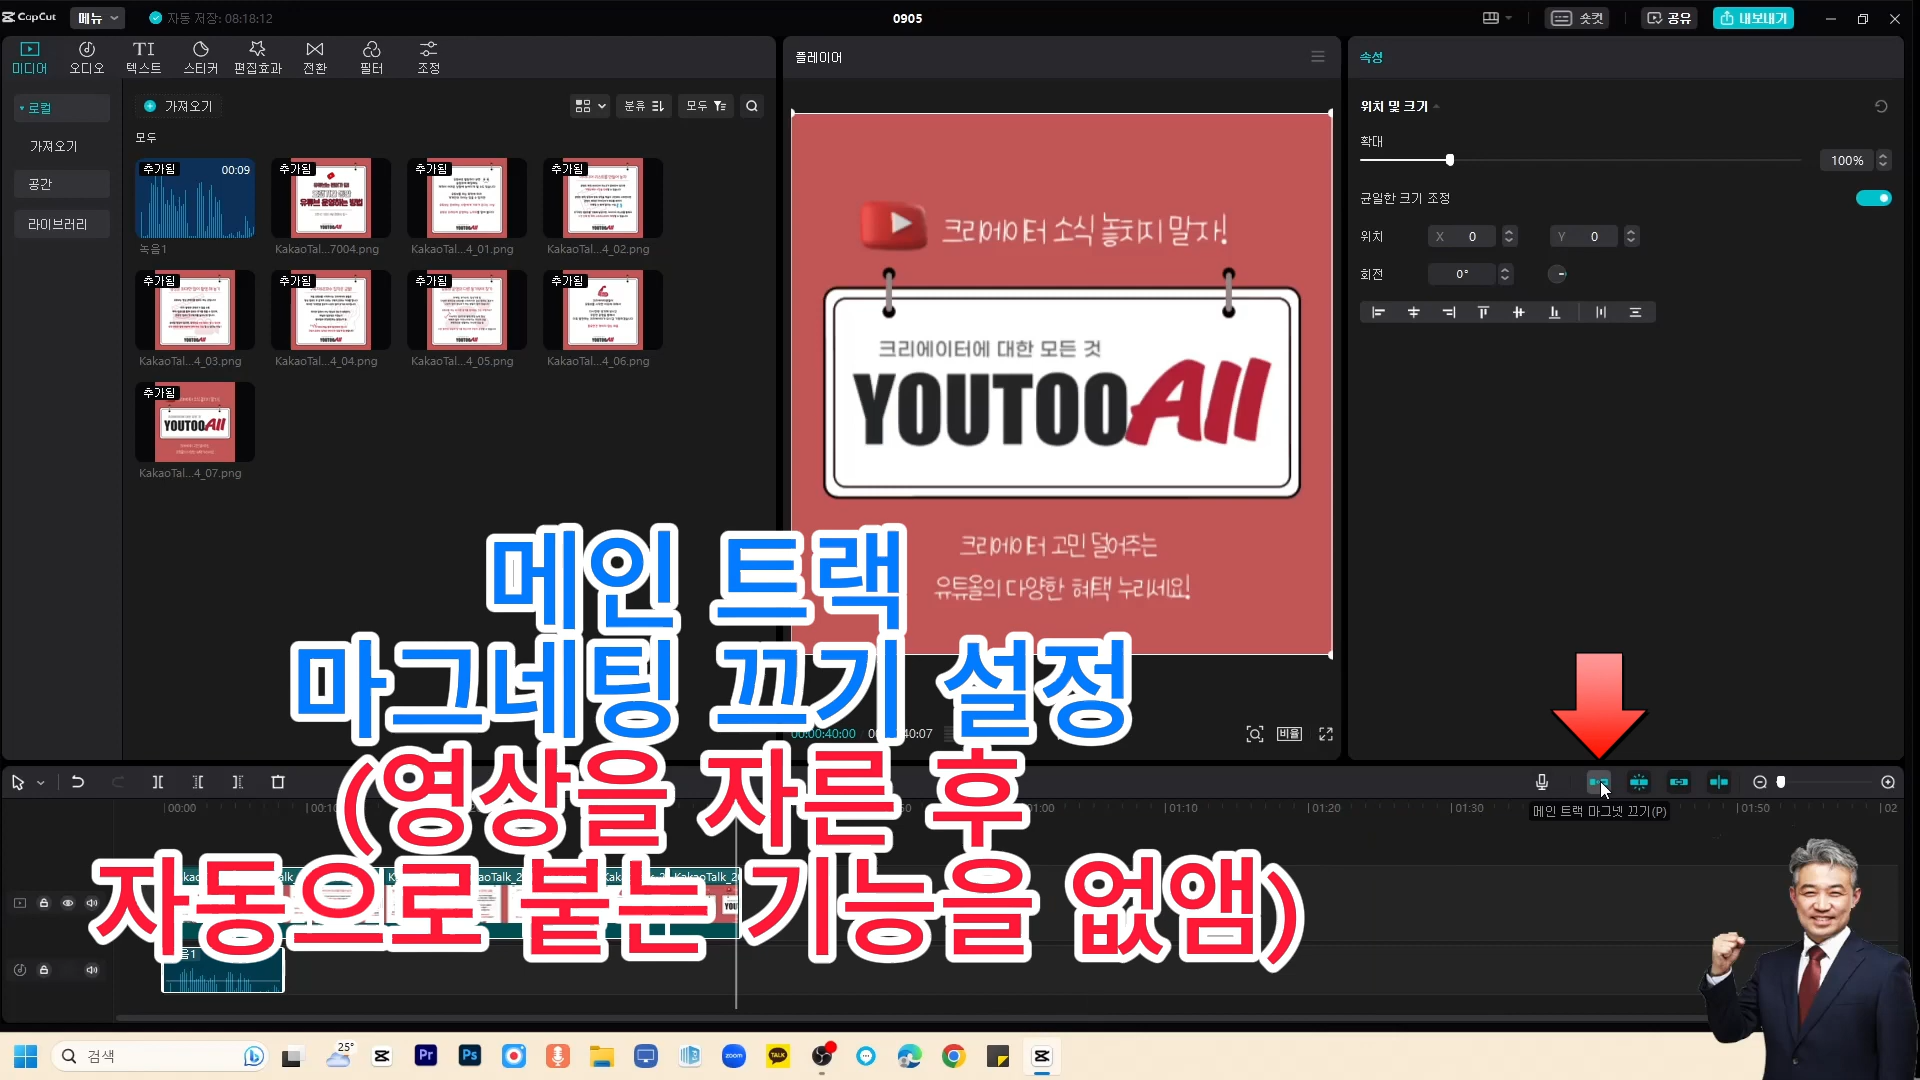 CapCut 메뉴 자동 저장: 08:18:12 0905 숏컷 공유 내보내기
미디어 오디오 텍스트 스티커 편집효과 전환 필터 조정
로컬
가져오기
공간
라이브러리
가져오기 분류 모두
모두
추가됨 00:09 추가됨 추가됨 추가됨
녹음1 KakaoTal...7004.png KakaoTal...4_01.png KakaoTal...4_02.png
추가됨 추가됨 추가됨 추가됨
KakaoTal...4_03.png KakaoTal...4_04.png KakaoTal...4_05.png KakaoTal...4_06.png
추가됨
YOUTOOAll
KakaoTal...4_07.png
플레이어
크리에이터 소식 놓치지 말자!
크리에이터에 대한 모든 것
YOUTOOAll
크리에이터 고민 덜어주는
유튜올의 다양한 혜택 누리세요!
00:00:40:00 40:07 비율
속성
위치 및 크기
확대
100%
균일한 크기 조정
위치 X 0 Y 0
회전 0°
메인 트랙
마그네팅 끄기 설정
(영상을 자른 후
자동으로 붙는 기능을 없앰)
00:00 00:10 01:00 01:10 01:20 01:30 01:50 02
메인 트랙 마그넷 끄기(P)
검색 25° Pr Ps zoom TALK